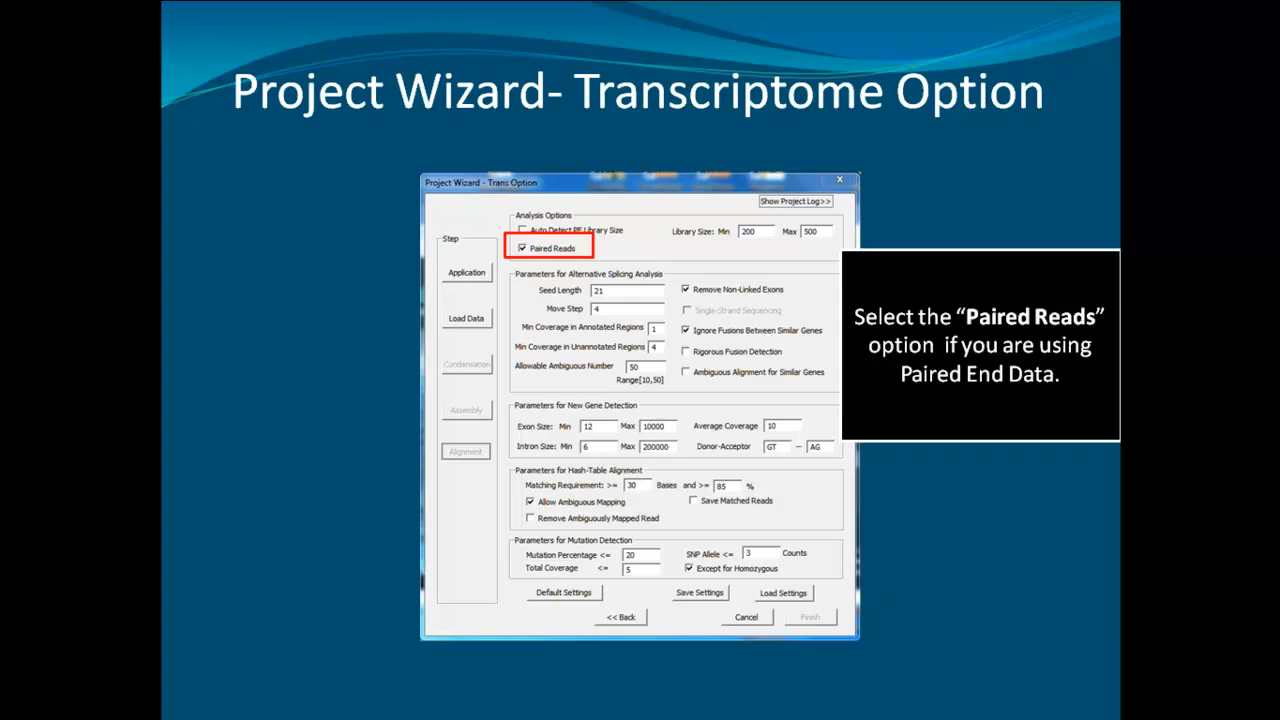 Project Wizard- Transcriptome Option
Project Wizard - Trans Option
Show Project Log>>
Analysis Options
Auto Detect PE Library Size
Library Size: Min 200 Max 500
Paired Reads
Step
Application
Load Data
Condensation
Assembly
Alignment
Parameters for Alternative Splicing Analysis
Seed Length 21
Remove Non-Linked Exons
Move Step 4
Single-Strand Sequencing
Min Coverage in Annotated Regions 1
Ignore Fusions Between Similar Genes
Min Coverage in Unannotated Regions 4
Rigorous Fusion Detection
Allowable Ambiguous Number 50
Ambiguous Alignment for Similar Genes
Range[10,50]
Parameters for New Gene Detection
Exon Size: Min 12 Max 10000 Average Coverage 10
Intron Size: Min 6 Max 200000 Donor-Acceptor GT -- AG
Parameters for Hash-Table Alignment
Matching Requirement: >= 30 Bases and >= 85 %
Allow Ambiguous Mapping
Save Matched Reads
Remove Ambiguously Mapped Read
Parameters for Mutation Detection
Mutation Percentage <= 20 SNP Allele <= 3 Counts
Total Coverage <= 5 Except for Homozygous
Default Settings Save Settings Load Settings
<< Back Cancel Finish
Select the “Paired Reads”
option if you are using
Paired End Data.